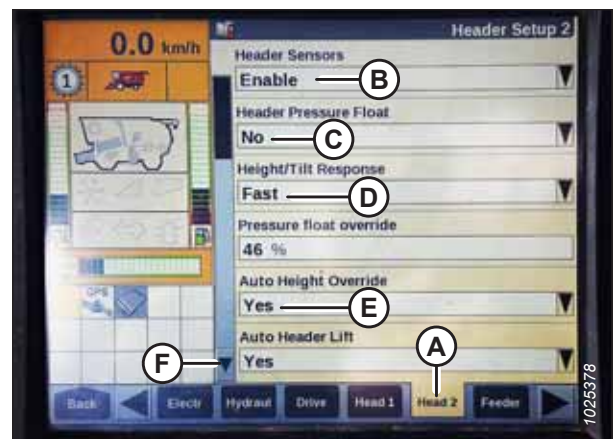 0.0 km/h
Header Setup 2
1
Header Sensors
Enable
B
Header Pressure Float
No
C
Height/Tilt Response
Fast
D
Pressure float override
46 %
Auto Height Override
Yes
E
GPS
Auto Header Lift
Yes
F
A
Back
Electr
Hydraul
Drive
Head 1
Head 2
Feeder
1025378